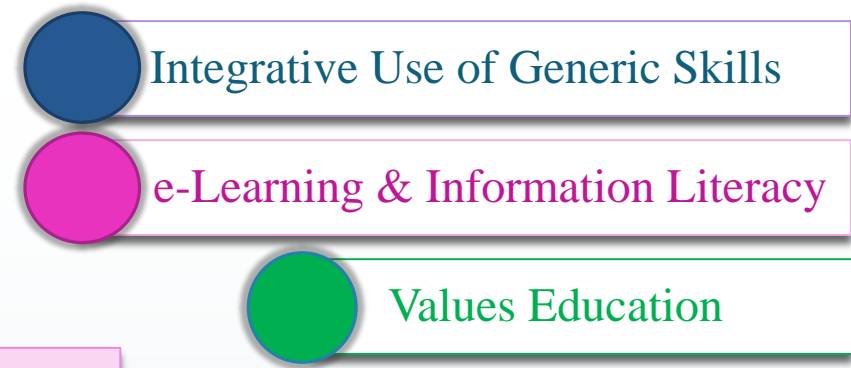 Integrative Use of Generic Skills
e-Learning & Information Literacy
Values Education